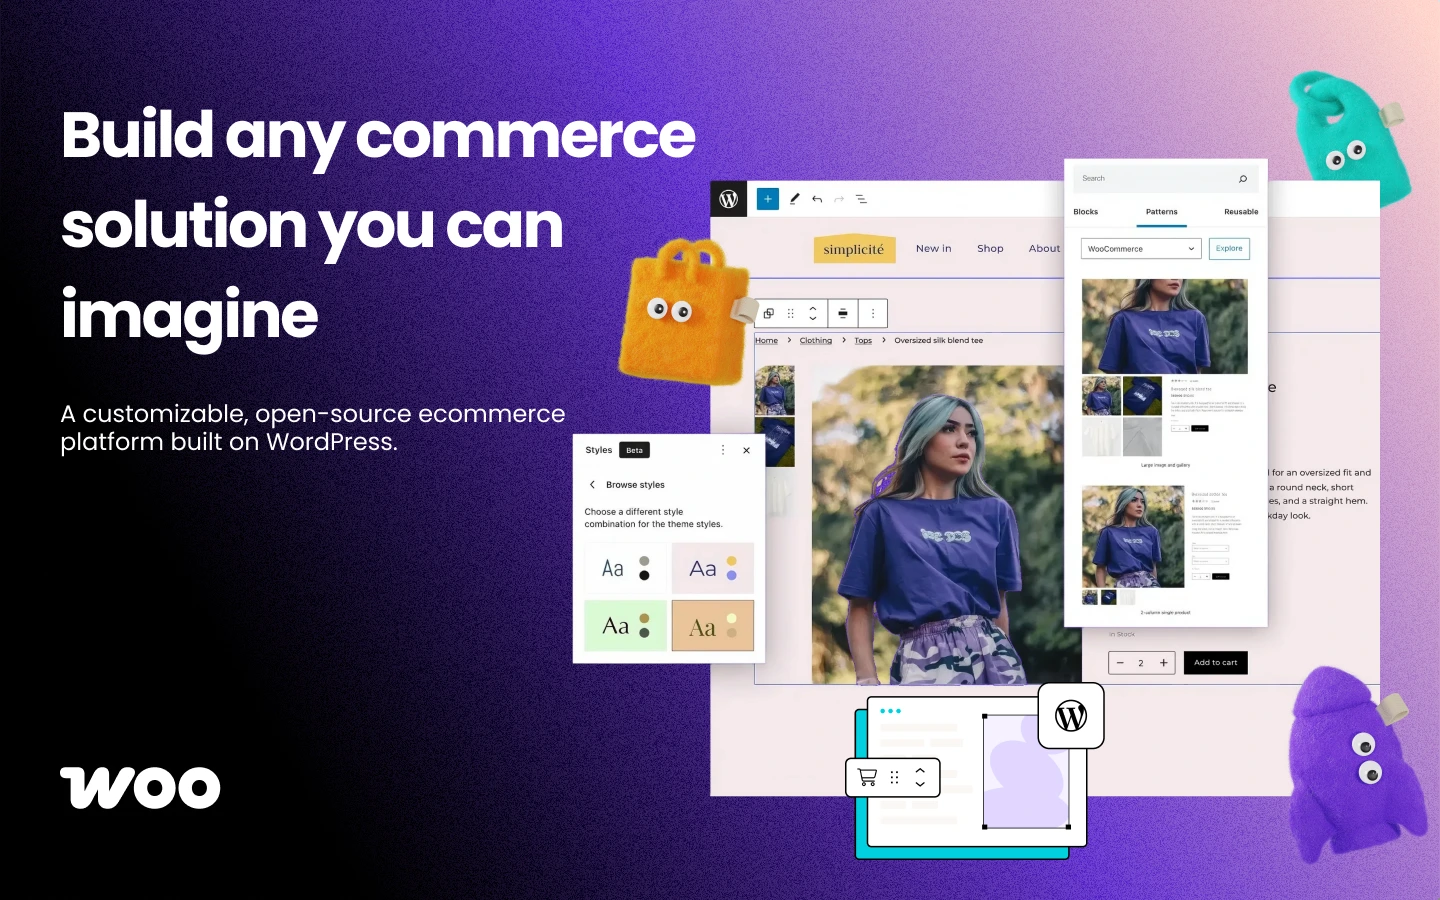 Build any commerce
solution you can
imagine
A customizable, open-source ecommerce
platform built on WordPress.
woo
simplicité
New in
Shop
About
Home > Clothing > Tops > Oversized silk blend tee
Search
Blocks
Patterns
Reusable
WooCommerce
Explore
Large image and gallery
2-column single product
e
for an oversized fit and
a round neck, short
es, and a straight hem.
kday look.
In Stock
2
Add to cart
Styles
Beta
Browse styles
Choose a different style
combination for the theme styles.
Aa
Aa
Aa
Aa